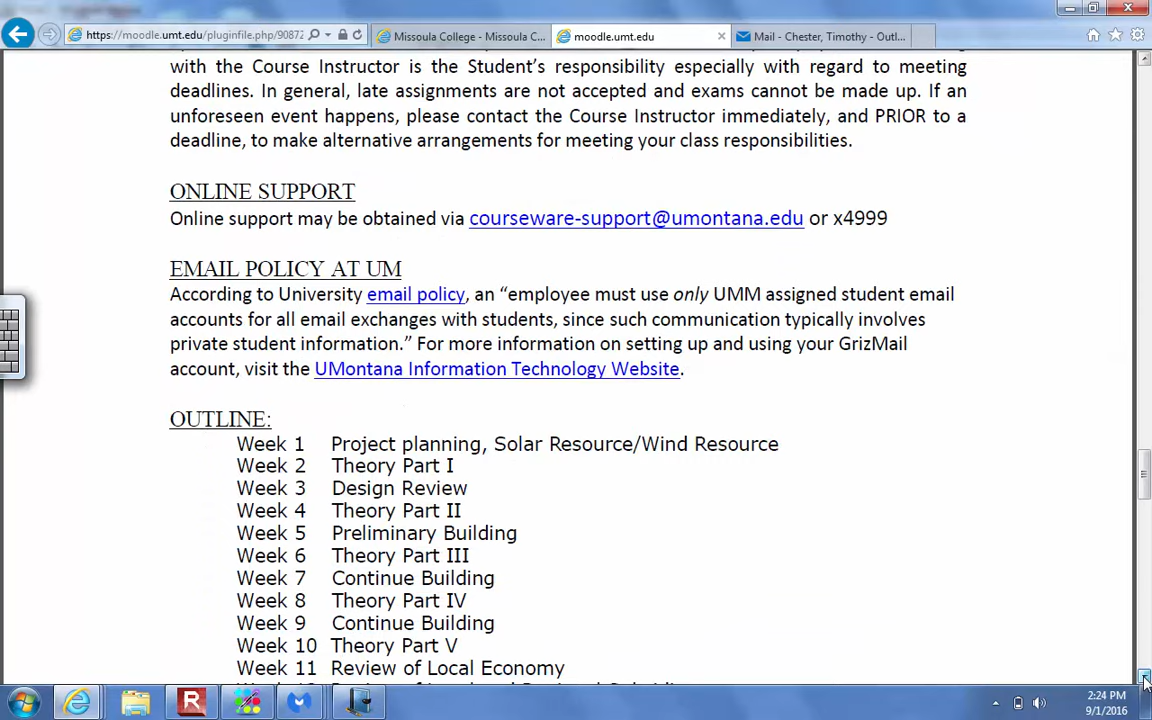 https://moodle.umt.edu/pluginfile.php/90872
Missoula College - Missoula C...
moodle.umt.edu
Mail - Chester, Timothy - Outl...
with the Course Instructor is the Student's responsibility especially with regard to meeting
deadlines. In general, late assignments are not accepted and exams cannot be made up. If an
unforeseen event happens, please contact the Course Instructor immediately, and PRIOR to a
deadline, to make alternative arrangements for meeting your class responsibilities.
ONLINE SUPPORT
Online support may be obtained via courseware-support@umontana.edu or x4999
EMAIL POLICY AT UM
According to University email policy, an “employee must use only UMM assigned student email
accounts for all email exchanges with students, since such communication typically involves
private student information.” For more information on setting up and using your GrizMail
account, visit the UMontana Information Technology Website.
OUTLINE:
Week 1 Project planning, Solar Resource/Wind Resource
Week 2 Theory Part I
Week 3 Design Review
Week 4 Theory Part II
Week 5 Preliminary Building
Week 6 Theory Part III
Week 7 Continue Building
Week 8 Theory Part IV
Week 9 Continue Building
Week 10 Theory Part V
Week 11 Review of Local Economy
2:24 PM
9/1/2016